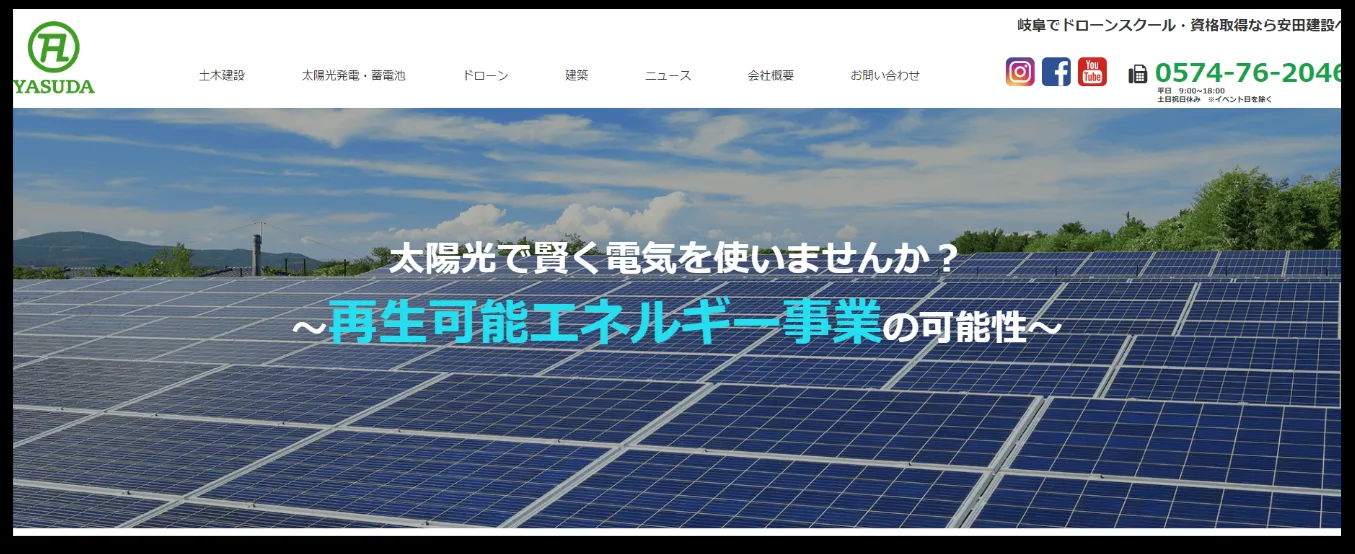 岐阜でドローンスクール・資格取得なら安田建設へ
YASUDA
土木建設 太陽光発電・蓄電池 ドローン 建築 ニュース 会社概要 お問い合わせ
You Tube
0574-76-2046
平日 9:00~18:00
土日祝日休み ※イベント日を除く
太陽光で賢く電気を使いませんか？
～再生可能エネルギー事業の可能性～